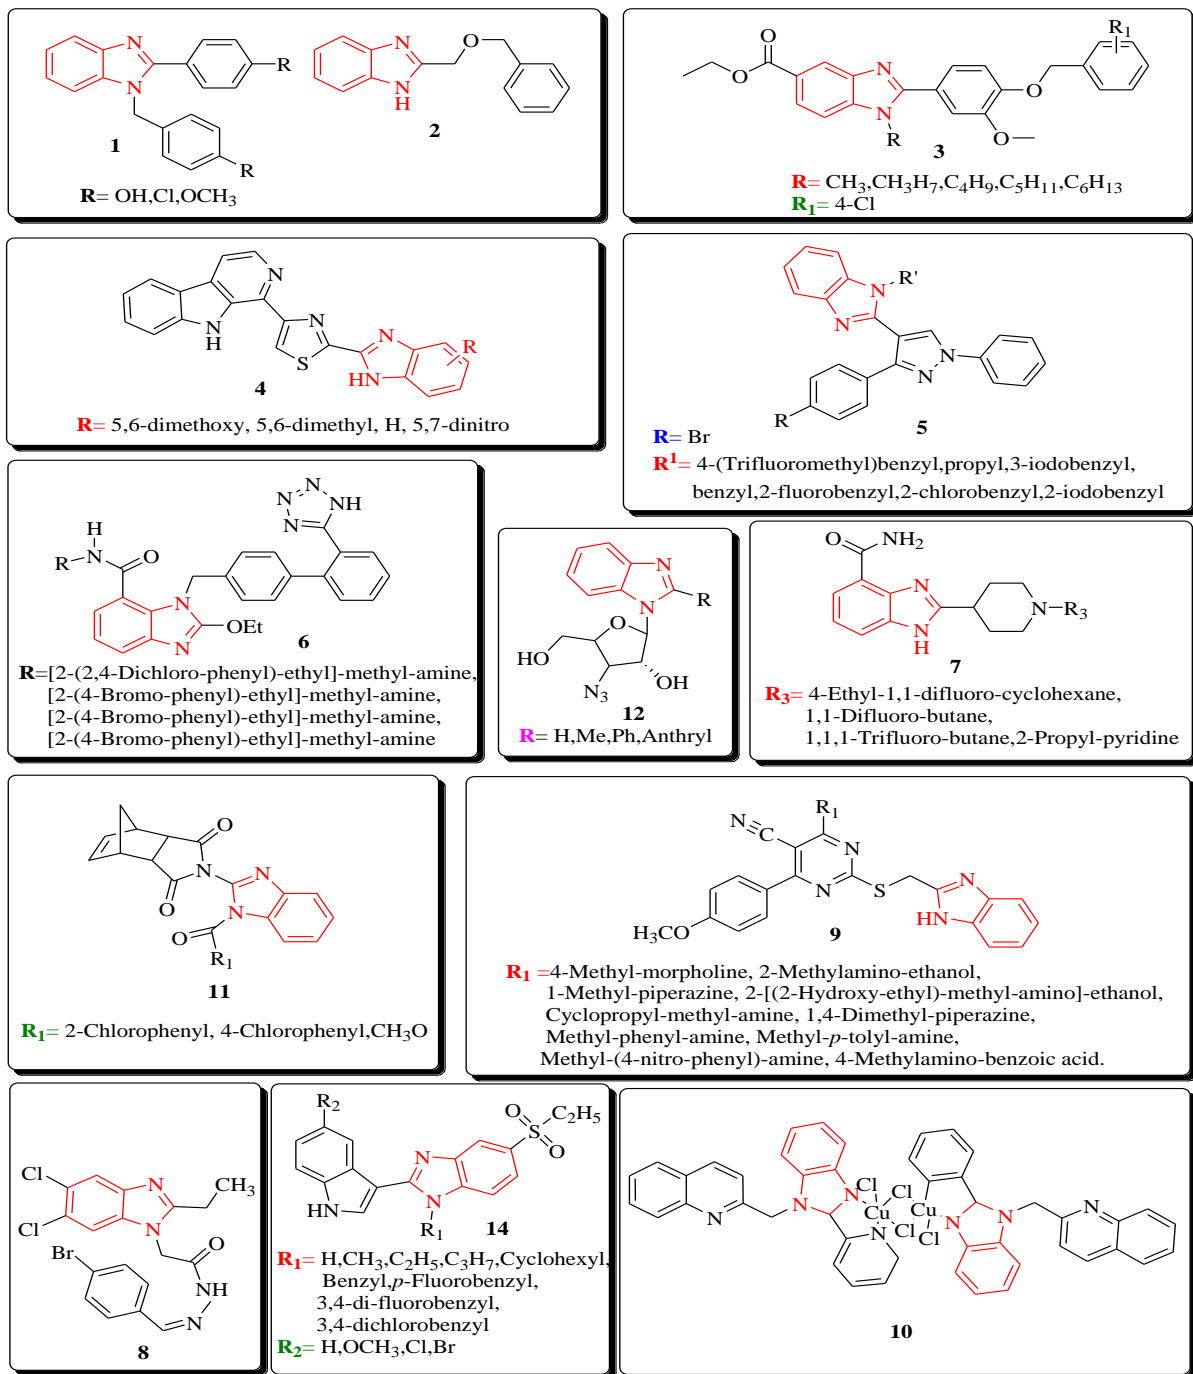 N
N
R
R
1
R= OH,Cl,OCH₃
N
N
H
O
2
O
O
N
N
R
O
O
R₁
3
R= CH₃,CH₃H₇,C₄H₉,C₅H₁₁,C₆H₁₃
R₁= 4-Cl
N
N
H
N
S
N
HN
R
4
R= 5,6-dimethoxy, 5,6-dimethyl, H, 5,7-dinitro
N
R'
N
N
N
R
5
R= Br
R¹= 4-(Trifluoromethyl)benzyl,propyl,3-iodobenzyl,
benzyl,2-fluorobenzyl,2-chlorobenzyl,2-iodobenzyl
N
N
N
NH
H
N
R
O
N
N
OEt
6
R=[2-(2,4-Dichloro-phenyl)-ethyl]-methyl-amine,
[2-(4-Bromo-phenyl)-ethyl]-methyl-amine,
[2-(4-Bromo-phenyl)-ethyl]-methyl-amine,
[2-(4-Bromo-phenyl)-ethyl]-methyl-amine
N
N
R
O
HO
N₃
OH
12
R= H,Me,Ph,Anthryl
O
NH₂
N
N
H
N
R₃
7
R₃= 4-Ethyl-1,1-difluoro-cyclohexane,
1,1-Difluoro-butane,
1,1,1-Trifluoro-butane,2-Propyl-pyridine
O
N
O
N
N
O
R₁
11
R₁= 2-Chlorophenyl, 4-Chlorophenyl,CH₃O
R₁
N
C
N
N
S
N
HN
H₃CO
9
R₁ =4-Methyl-morpholine, 2-Methylamino-ethanol,
1-Methyl-piperazine, 2-[(2-Hydroxy-ethyl)-methyl-amino]-ethanol,
Cyclopropyl-methyl-amine, 1,4-Dimethyl-piperazine,
Methyl-phenyl-amine, Methyl-p-tolyl-amine,
Methyl-(4-nitro-phenyl)-amine, 4-Methylamino-benzoic acid.
Cl
Cl
N
N
CH₃
Br
O
NH
N
8
R₂
HN
N
N
R₁
O
S
O
C₂H₅
14
R₁= H,CH₃,C₂H₅,C₃H₇,Cyclohexyl,
Benzyl,p-Fluorobenzyl,
3,4-di-fluorobenzyl,
3,4-dichlorobenzyl
R₂= H,OCH₃,Cl,Br
N
N
N
Cl
Cu
Cl
Cl
N
Cu
Cl
N
N
N
10